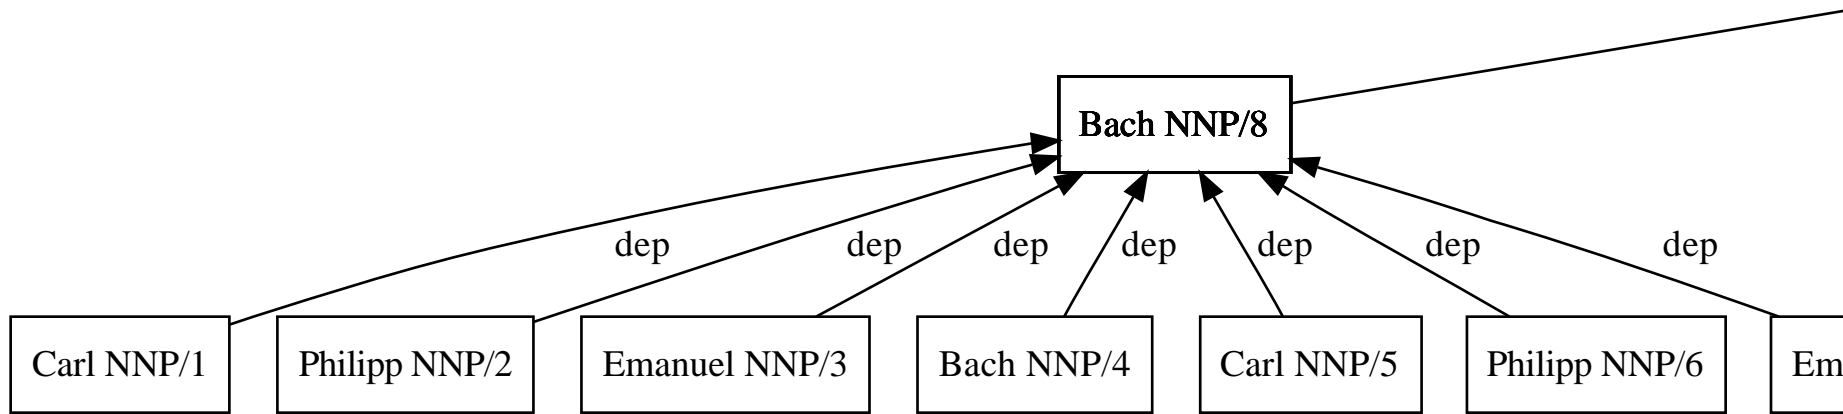 Bach NNP/8
dep dep dep dep dep dep dep
Carl NNP/1 Philipp NNP/2 Emanuel NNP/3 Bach NNP/4 Carl NNP/5 Philipp NNP/6 Em